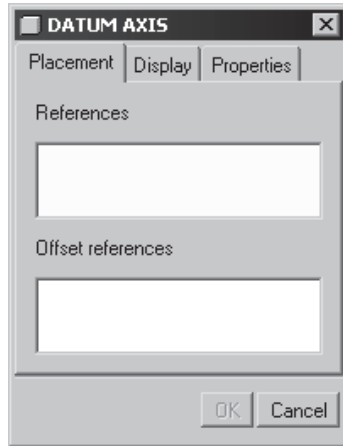 DATUM AXIS
Placement Display Properties
References
Offset references
OK Cancel